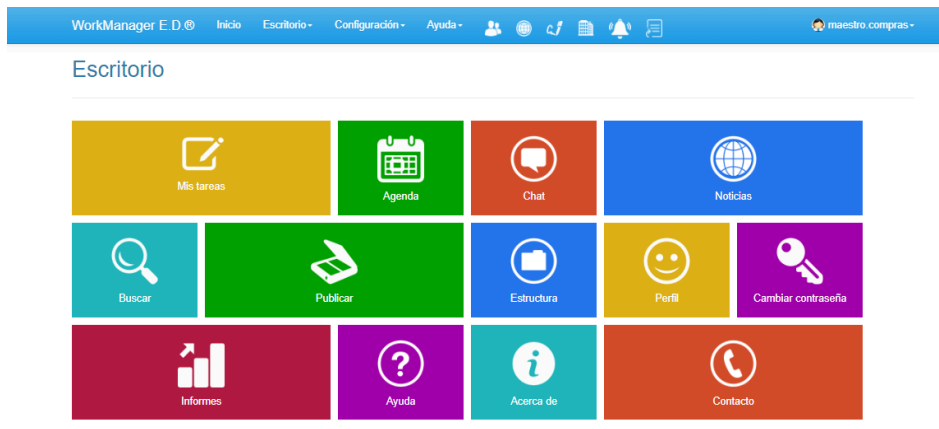 WorkManager E.D.® Inicio Escritorio Configuración Ayuda maestro.compras
Escritorio
Mis tareas
Agenda
Chat
Noticias
Buscar
Publicar
Estructura
Perfil
Cambiar contraseña
Informes
Ayuda
Acerca de
Contacto